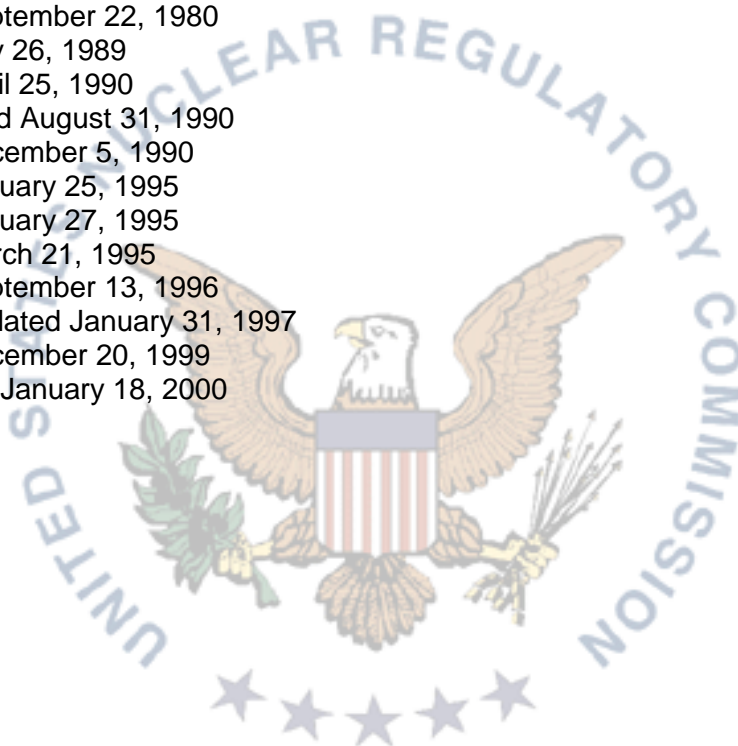 ptember 22, 1980
y 26, 1989
il 25, 1990
d August 31, 1990
cember 5, 1990
uary 25, 1995
uary 27, 1995
rch 21, 1995
ptember 13, 1996
lated January 31, 1997
cember 20, 1999
January 18, 2000
UNITED STATES NUCLEAR REGULATORY COMMISSION